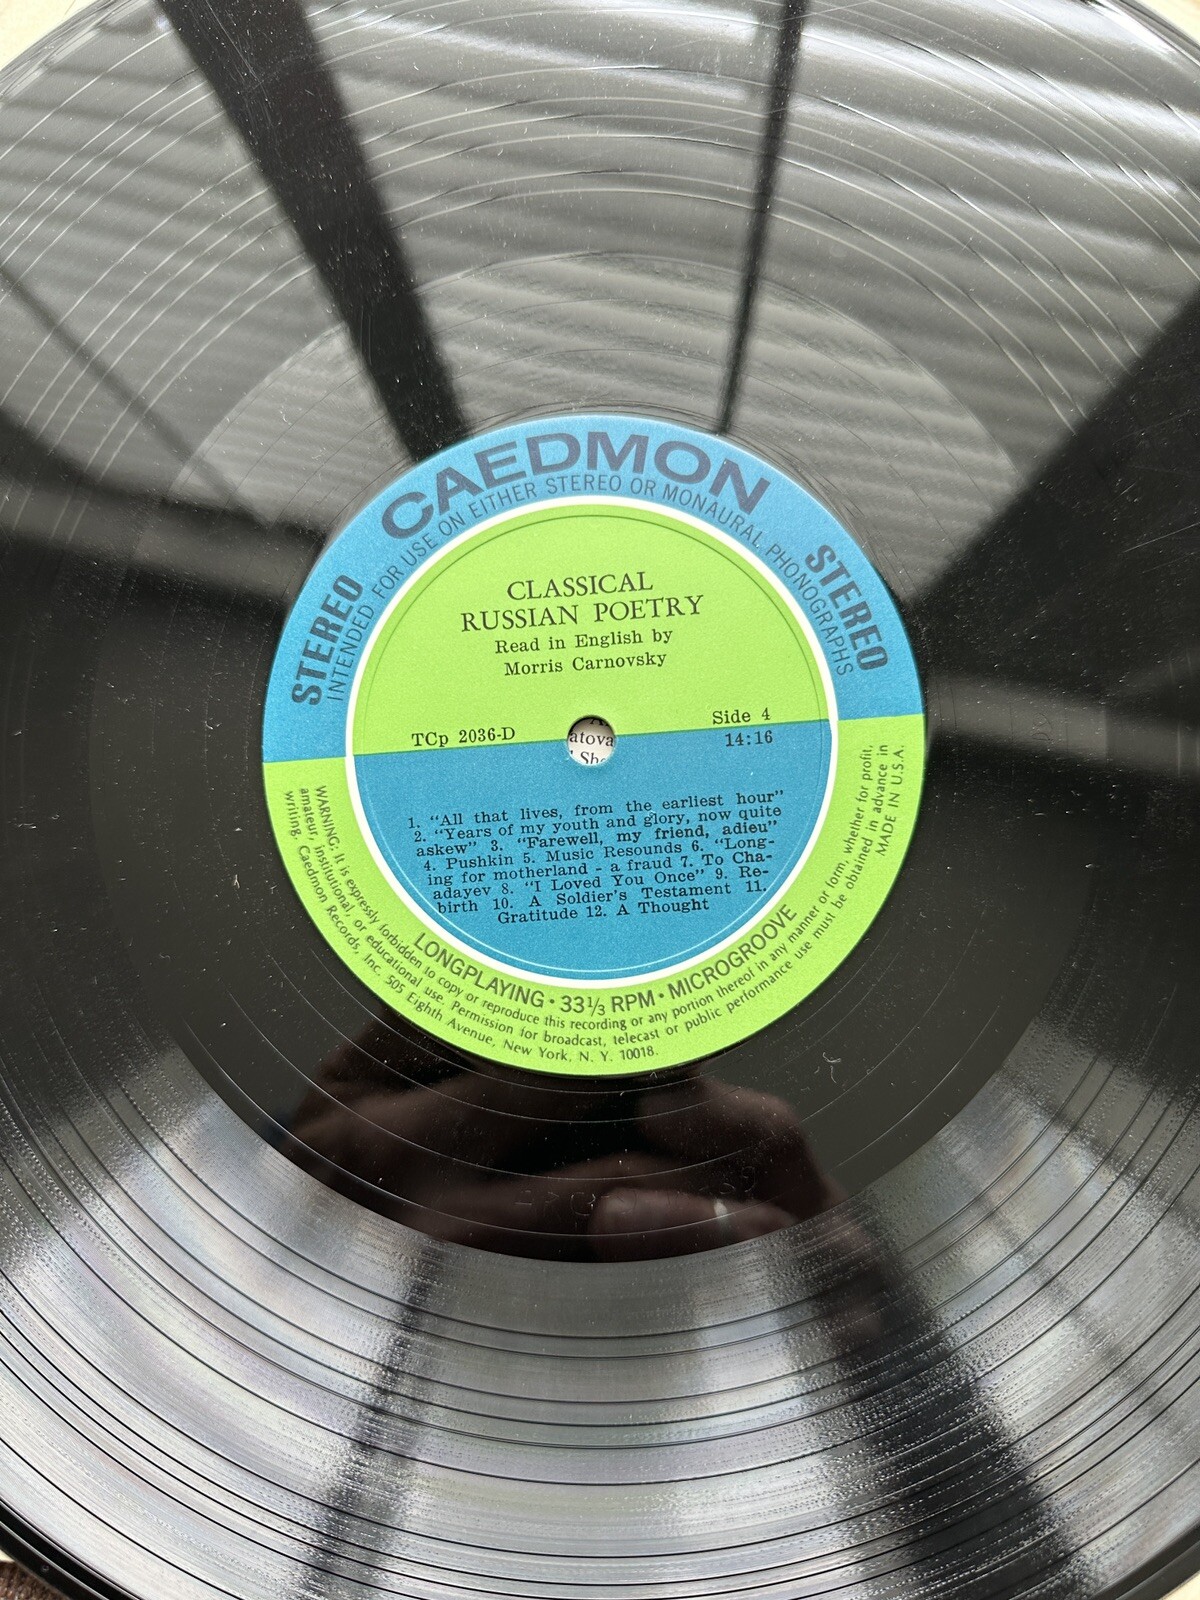 CAEDMON
STEREO
INTENDED FOR USE ON EITHER STEREO OR MONAURAL PHONOGRAPHS
STEREO
CLASSICAL
RUSSIAN POETRY
Read in English by
Morris Carnovsky
TCp 2036-D
Side 4
14:16
atova
1. "All that lives, from the earliest hour"
2. "Years of my youth and glory, now quite
askew" 3. "Farewell, my friend, adieu"
4. Pushkin 5. Music Resounds 6. "Long-
ing for motherland - a fraud 7. To Cha-
adayev 8. "I Loved You Once" 9. Re-
birth 10. A Soldier's Testament 11.
Gratitude 12. A Thought
LONGPLAYING • 33 1/3 RPM • MICROGROOVE
WARNING: It is expressly forbidden to copy or reproduce this recording or any portion thereof in any manner or form, whether for profit,
amateur, institutional, or educational use. Permission for broadcast, telecast or public performance use must be obtained in advance in
writing. Caedmon Records, Inc. 505 Eighth Avenue, New York, N. Y. 10018.
MADE IN U.S.A.